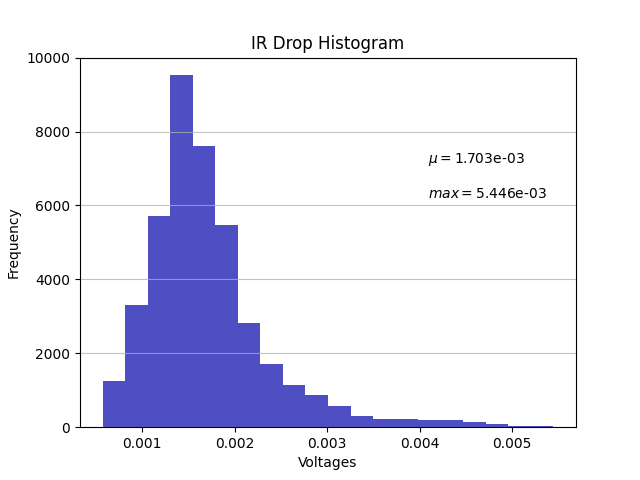 IR Drop Histogram
10000
8000
6000
4000
2000
0
Frequency
μ = 1.703e-03
max = 5.446e-03
0.001 0.002 0.003 0.004 0.005
Voltages